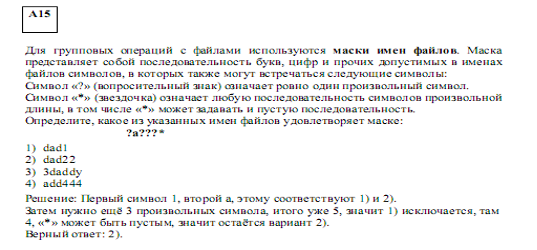 A15
Для групповых операций с файлами используются маски имен файлов. Маска
представляет собой последовательность букв, цифр и прочих допустимых в именах
файлов символов, в которых также могут встречаться следующие символы:
Символ «?» (вопросительный знак) означает ровно один произвольный символ.
Символ «*» (звездочка) означает любую последовательность символов произвольной
длины, в том числе «*» может задавать и пустую последовательность.
Определите, какое из указанных имен файлов удовлетворяет маске:
?a???*
1) dad1
2) dad22
3) 3daddy
4) add444
Решение: Первый символ 1, второй а, этому соответствуют 1) и 2).
Затем нужно ещё 3 произвольных символа, итого уже 5, значит 1) исключается, там
4, «*» может быть пустым, значит остаётся вариант 2).
Верный ответ: 2).